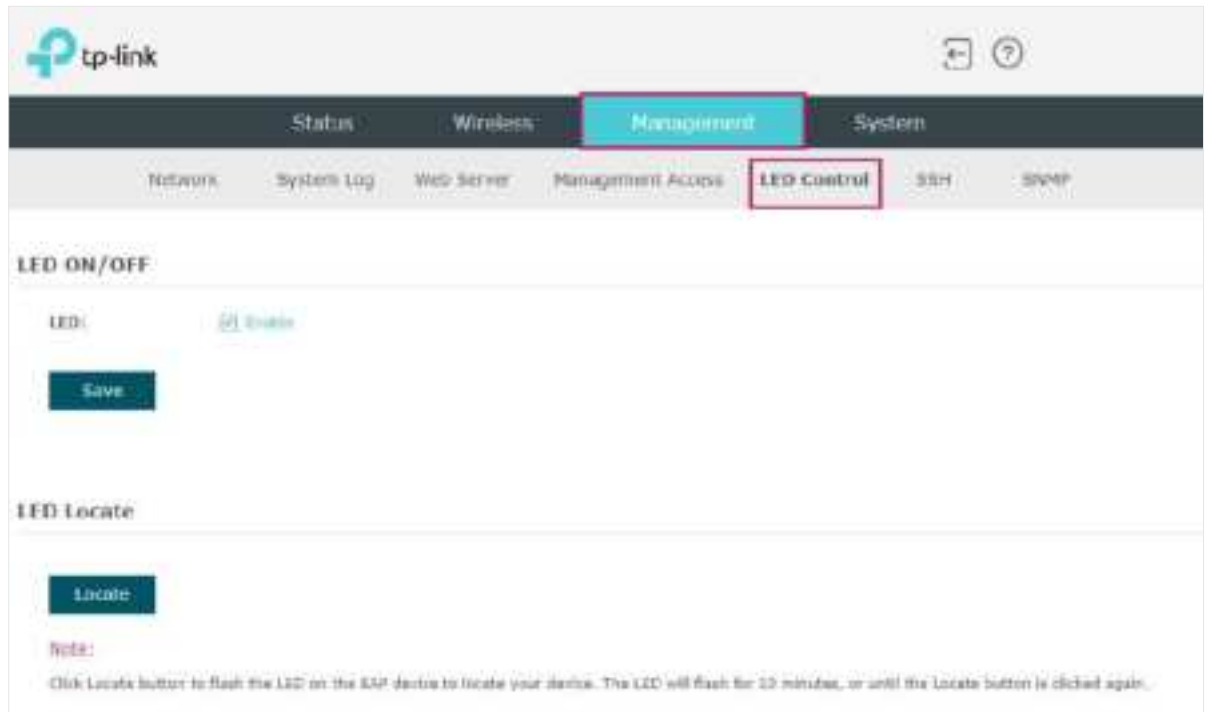 tp-link
Status Wireless Management System
Network System Log Web Server Management Access LED Control SSH SNMP
LED ON/OFF
LED: Enable
Save
LED Locate
Locate
Note:
Click Locate button to flash the LED on the EAP device to locate your device. The LED will flash for 10 minutes, or until the Locate button is clicked again.